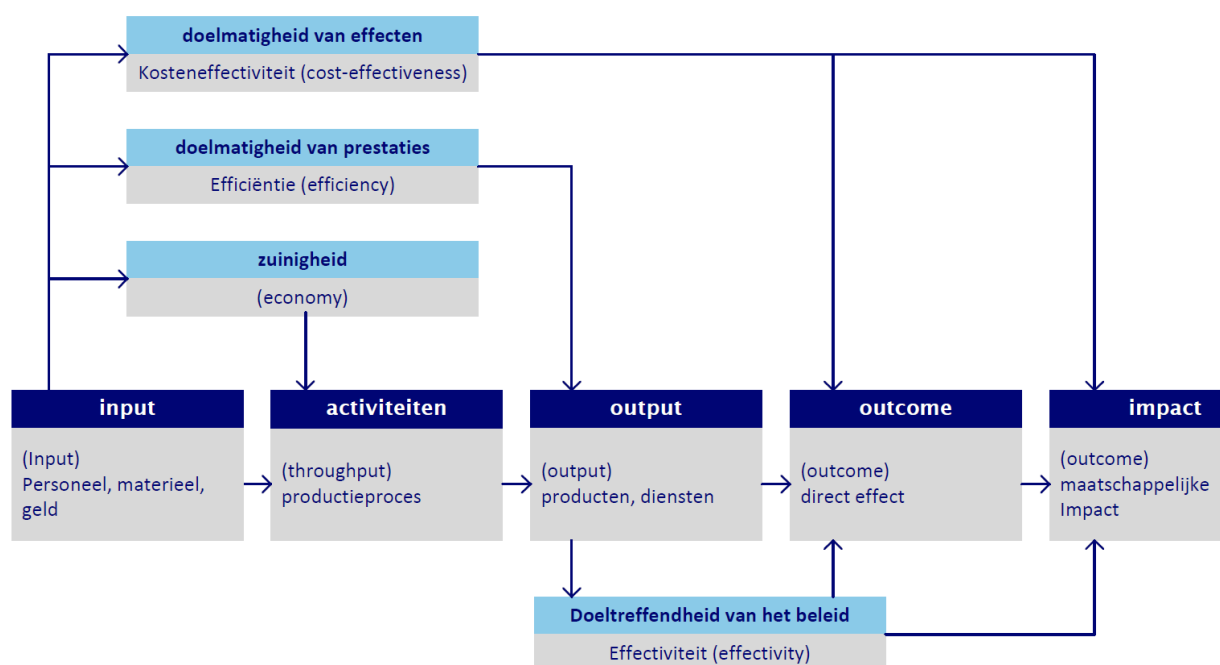 doelmatigheid van effecten
Kosteneffectiviteit (cost-effectiveness)
doelmatigheid van prestaties
Efficiëntie (efficiency)
zuinigheid
(economy)
input
(Input)
Personeel, materieel,
geld
activiteiten
(throughput)
productieproces
output
(output)
producten, diensten
outcome
(outcome)
direct effect
impact
(outcome)
maatschappelijke
Impact
Doeltreffendheid van het beleid
Effectiviteit (effectivity)